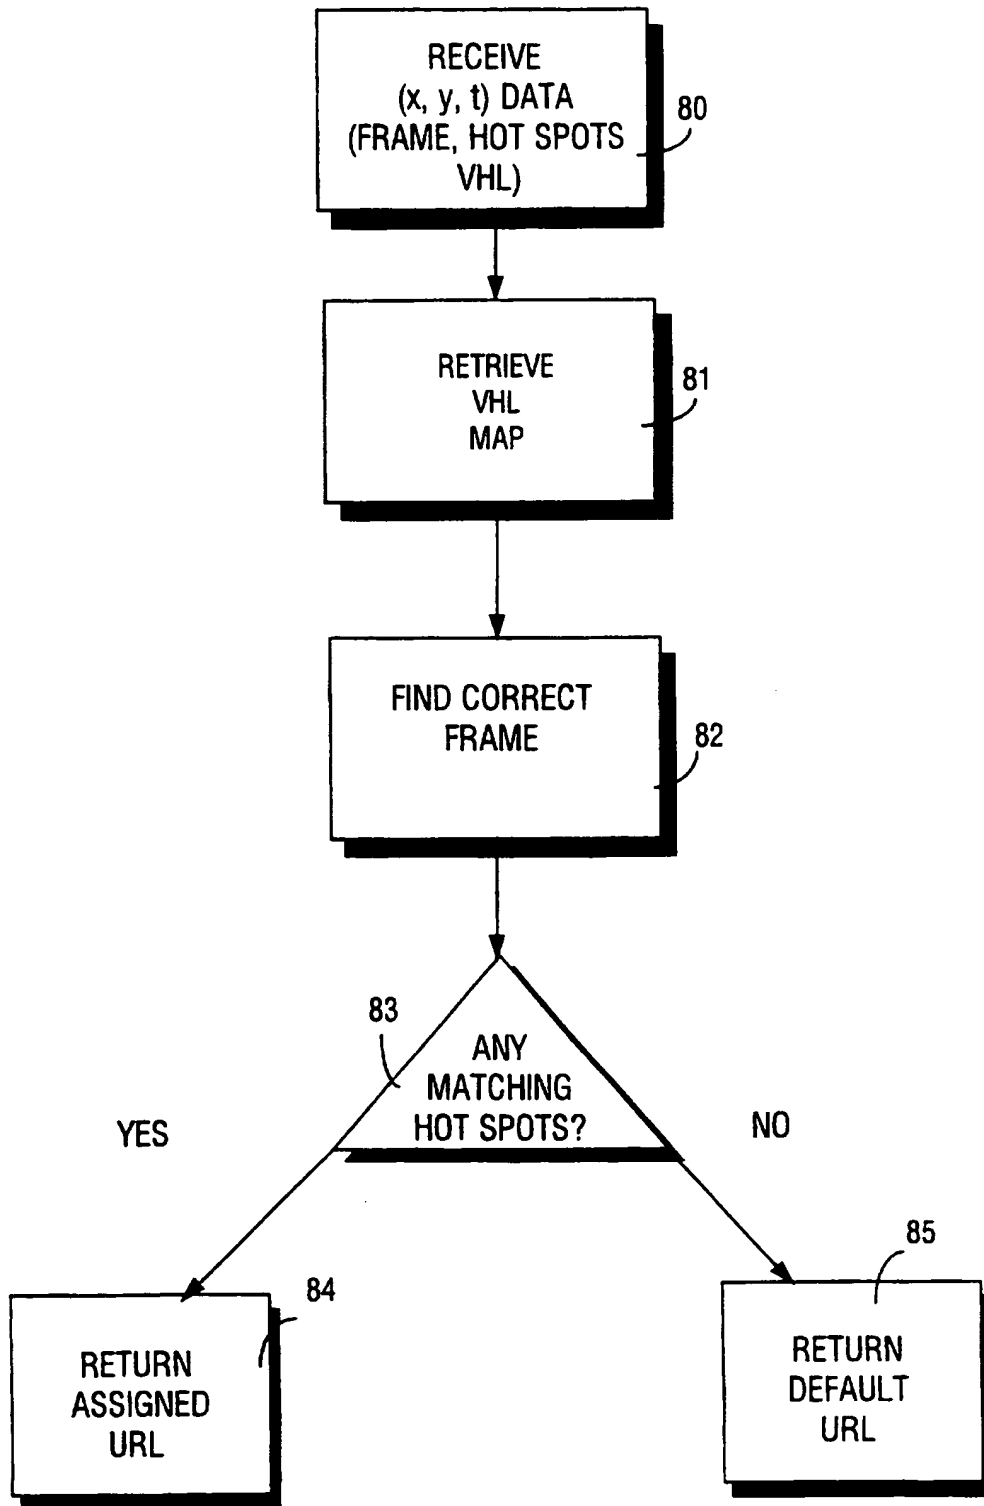 RECEIVE
(x, y, t) DATA
(FRAME, HOT SPOTS
VHL)
80
RETRIEVE
VHL
MAP
81
FIND CORRECT
FRAME
82
83
ANY
MATCHING
HOT SPOTS?
YES
NO
84
RETURN
ASSIGNED
URL
85
RETURN
DEFAULT
URL